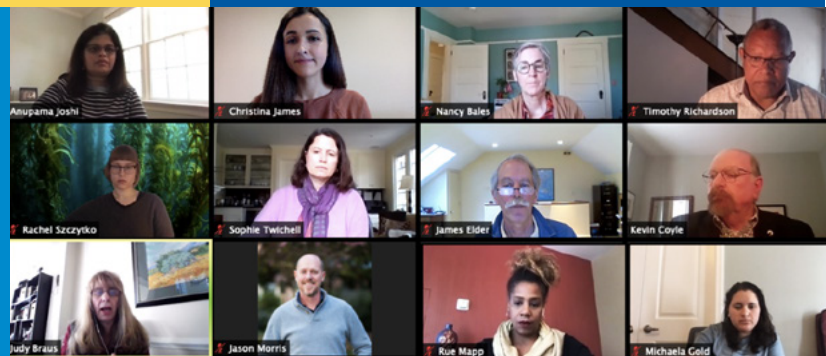 Anupama Joshi
Christina James
Nancy Bales
Timothy Richardson
Rachel Szczytko
Sophie Twichell
James Elder
Kevin Coyle
Judy Braus
Jason Morris
Rue Mapp
Michaela Gold